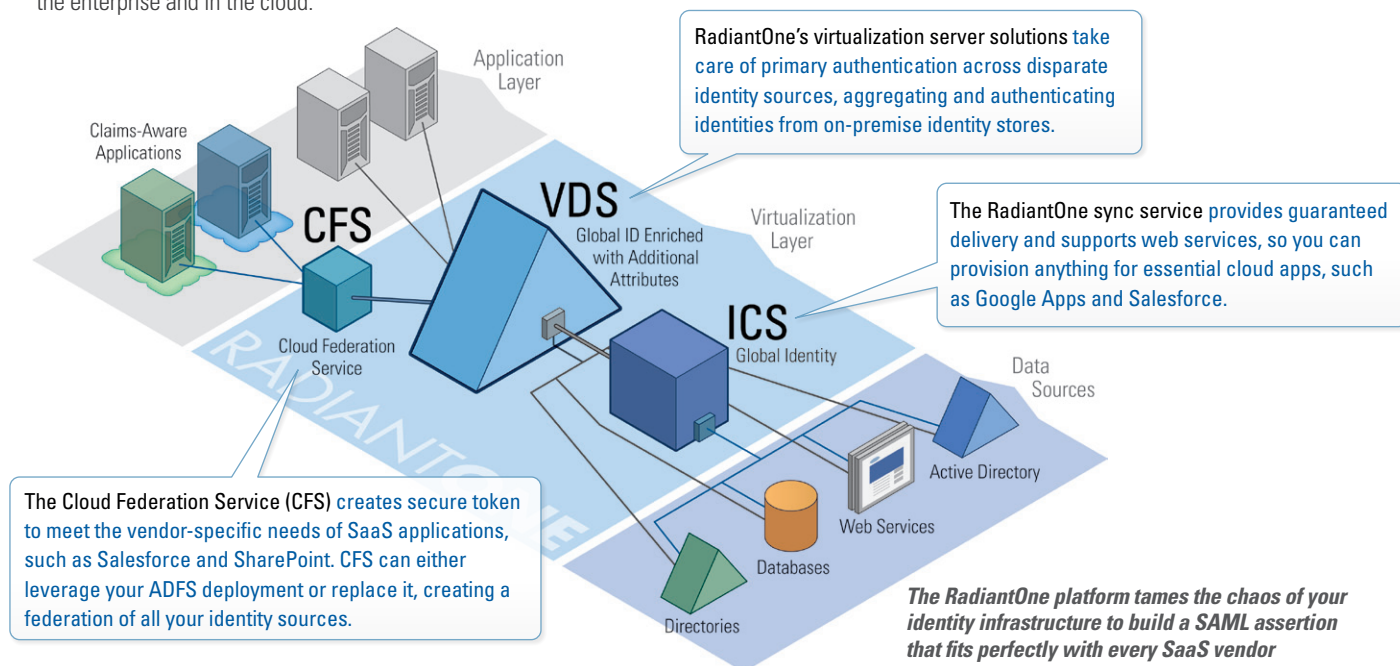 the enterprise and in the cloud.
Application
Layer
RadiantOne’s virtualization server solutions take
care of primary authentication across disparate
identity sources, aggregating and authenticating
identities from on-premise identity stores.
Claims-Aware
Applications
CFS
VDS
Global ID Enriched
with Additional
Attributes
Virtualization
Layer
The RadiantOne sync service provides guaranteed
delivery and supports web services, so you can
provision anything for essential cloud apps, such
as Google Apps and Salesforce.
ICS
Global Identity
Cloud Federation
Service
RADIANTONE
Data
Sources
Active Directory
Web Services
Databases
Directories
The Cloud Federation Service (CFS) creates secure token
to meet the vendor-specific needs of SaaS applications,
such as Salesforce and SharePoint. CFS can either
leverage your ADFS deployment or replace it, creating a
federation of all your identity sources.
The RadiantOne platform tames the chaos of your
identity infrastructure to build a SAML assertion
that fits perfectly with every SaaS vendor